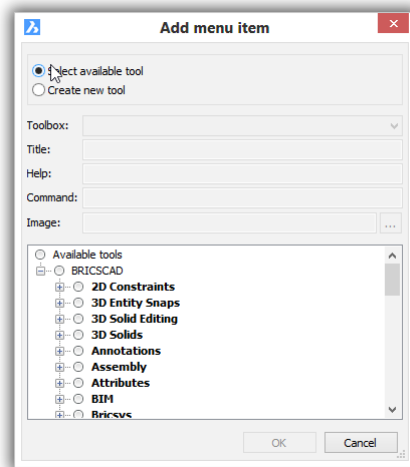 Add menu item
Select available tool
Create new tool
Toolbox:
Title:
Help:
Command:
Image:
...
Available tools
BRICSCAD
2D Constraints
3D Entity Snaps
3D Solid Editing
3D Solids
Annotations
Assembly
Attributes
BIM
Bricsys
OK
Cancel